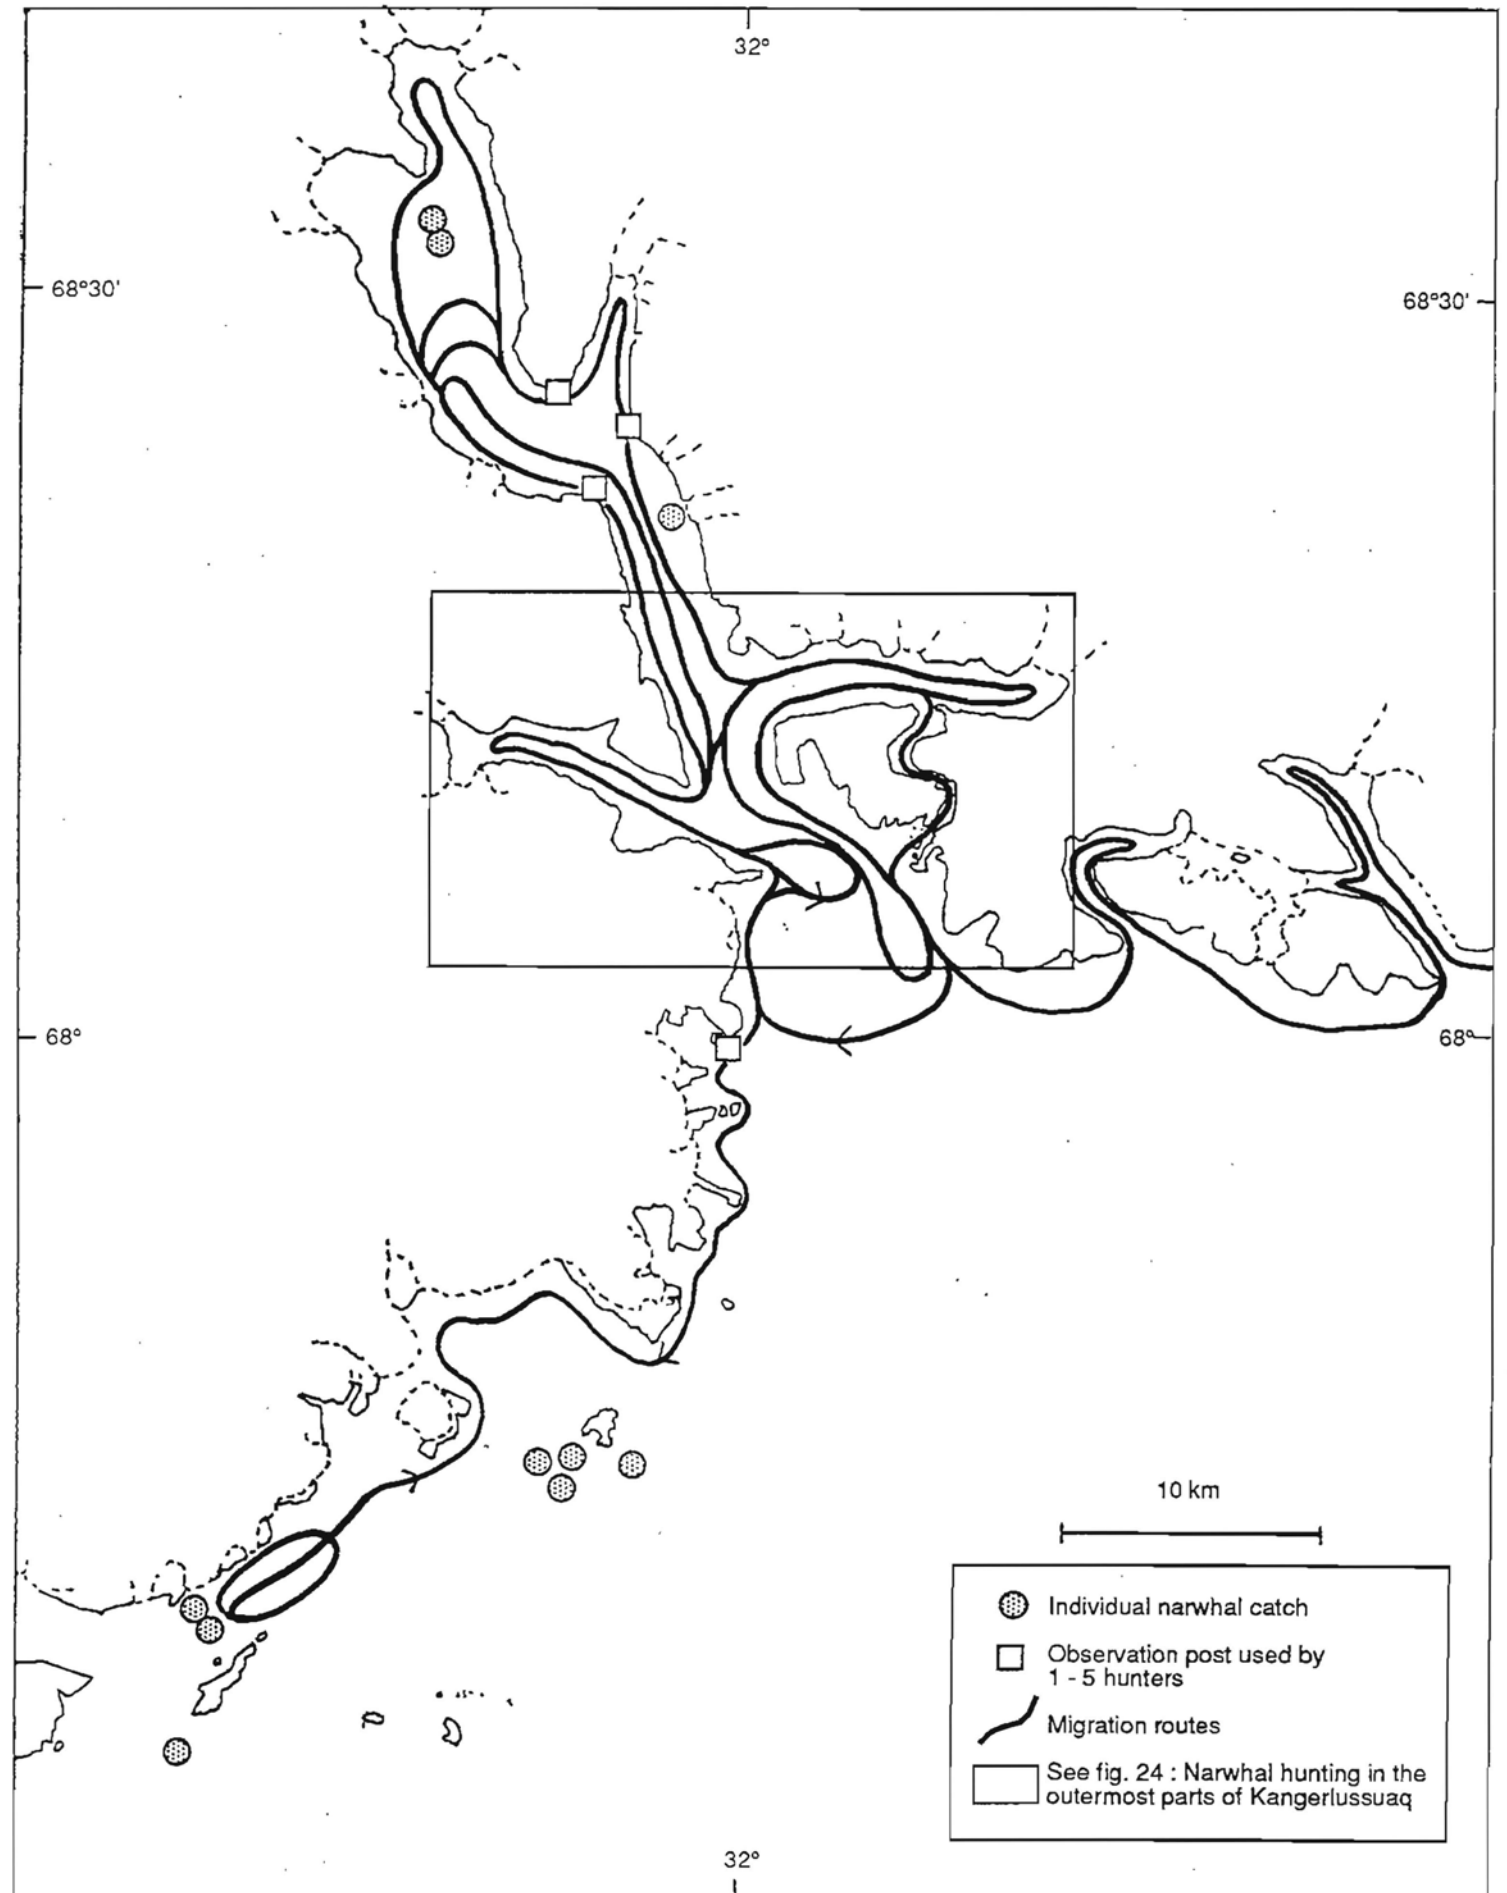 32°
68°30'
68°30'
68°
68°
10 km
Individual narwhal catch
Observation post used by
1 - 5 hunters
Migration routes
See fig. 24 : Narwhal hunting in the
outermost parts of Kangerlussuaq
32°